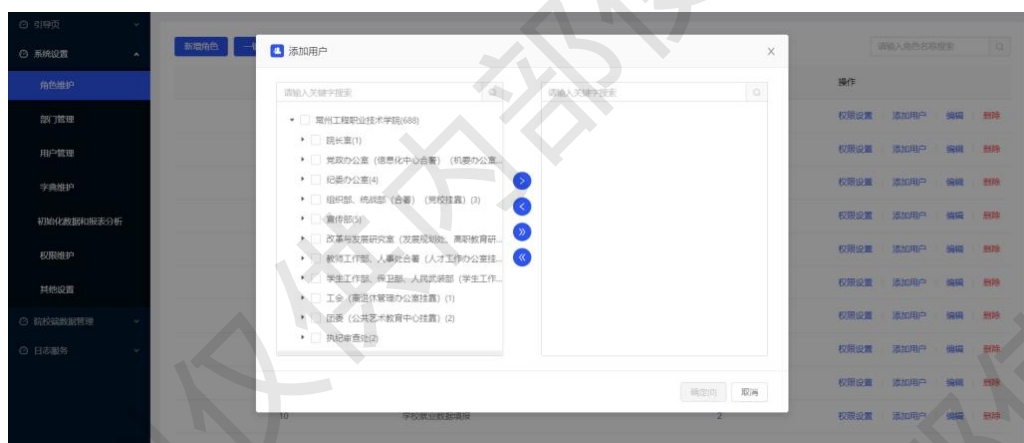 引导页
系统设置
角色维护
部门管理
用户管理
字典维护
初始化数据和报表分析
权限维护
其他设置
院校端数据管理
日志服务
新增角色
请输入角色名称搜索
操作
权限设置 添加用户 编辑 删除
权限设置 添加用户 编辑 删除
权限设置 添加用户 编辑 删除
权限设置 添加用户 编辑 删除
权限设置 添加用户 编辑 删除
权限设置 添加用户 编辑 删除
权限设置 添加用户 编辑 删除
权限设置 添加用户 编辑 删除
权限设置 添加用户 编辑 删除
10 学校就业数据填报 2 权限设置 添加用户 编辑 删除
添加用户
请输入关键字搜索
请输入关键字搜索
常州工程职业技术学院(688)
院长室(1)
党政办公室（信息化中心合署）（机要办公室...
纪委办公室(4)
组织部、统战部（合署）（党校挂靠）(3)
宣传部(5)
改革与发展研究室（发展规划处、高职教育研...
教师工作部、人事处合署（人才工作办公室挂...
学生工作部、保卫部、人民武装部（学生工作...
工会（离退休管理办公室挂靠）(1)
团委（公共艺术教育中心挂靠）(2)
执纪审查处(2)
确定(0) 取消
仅供内部使